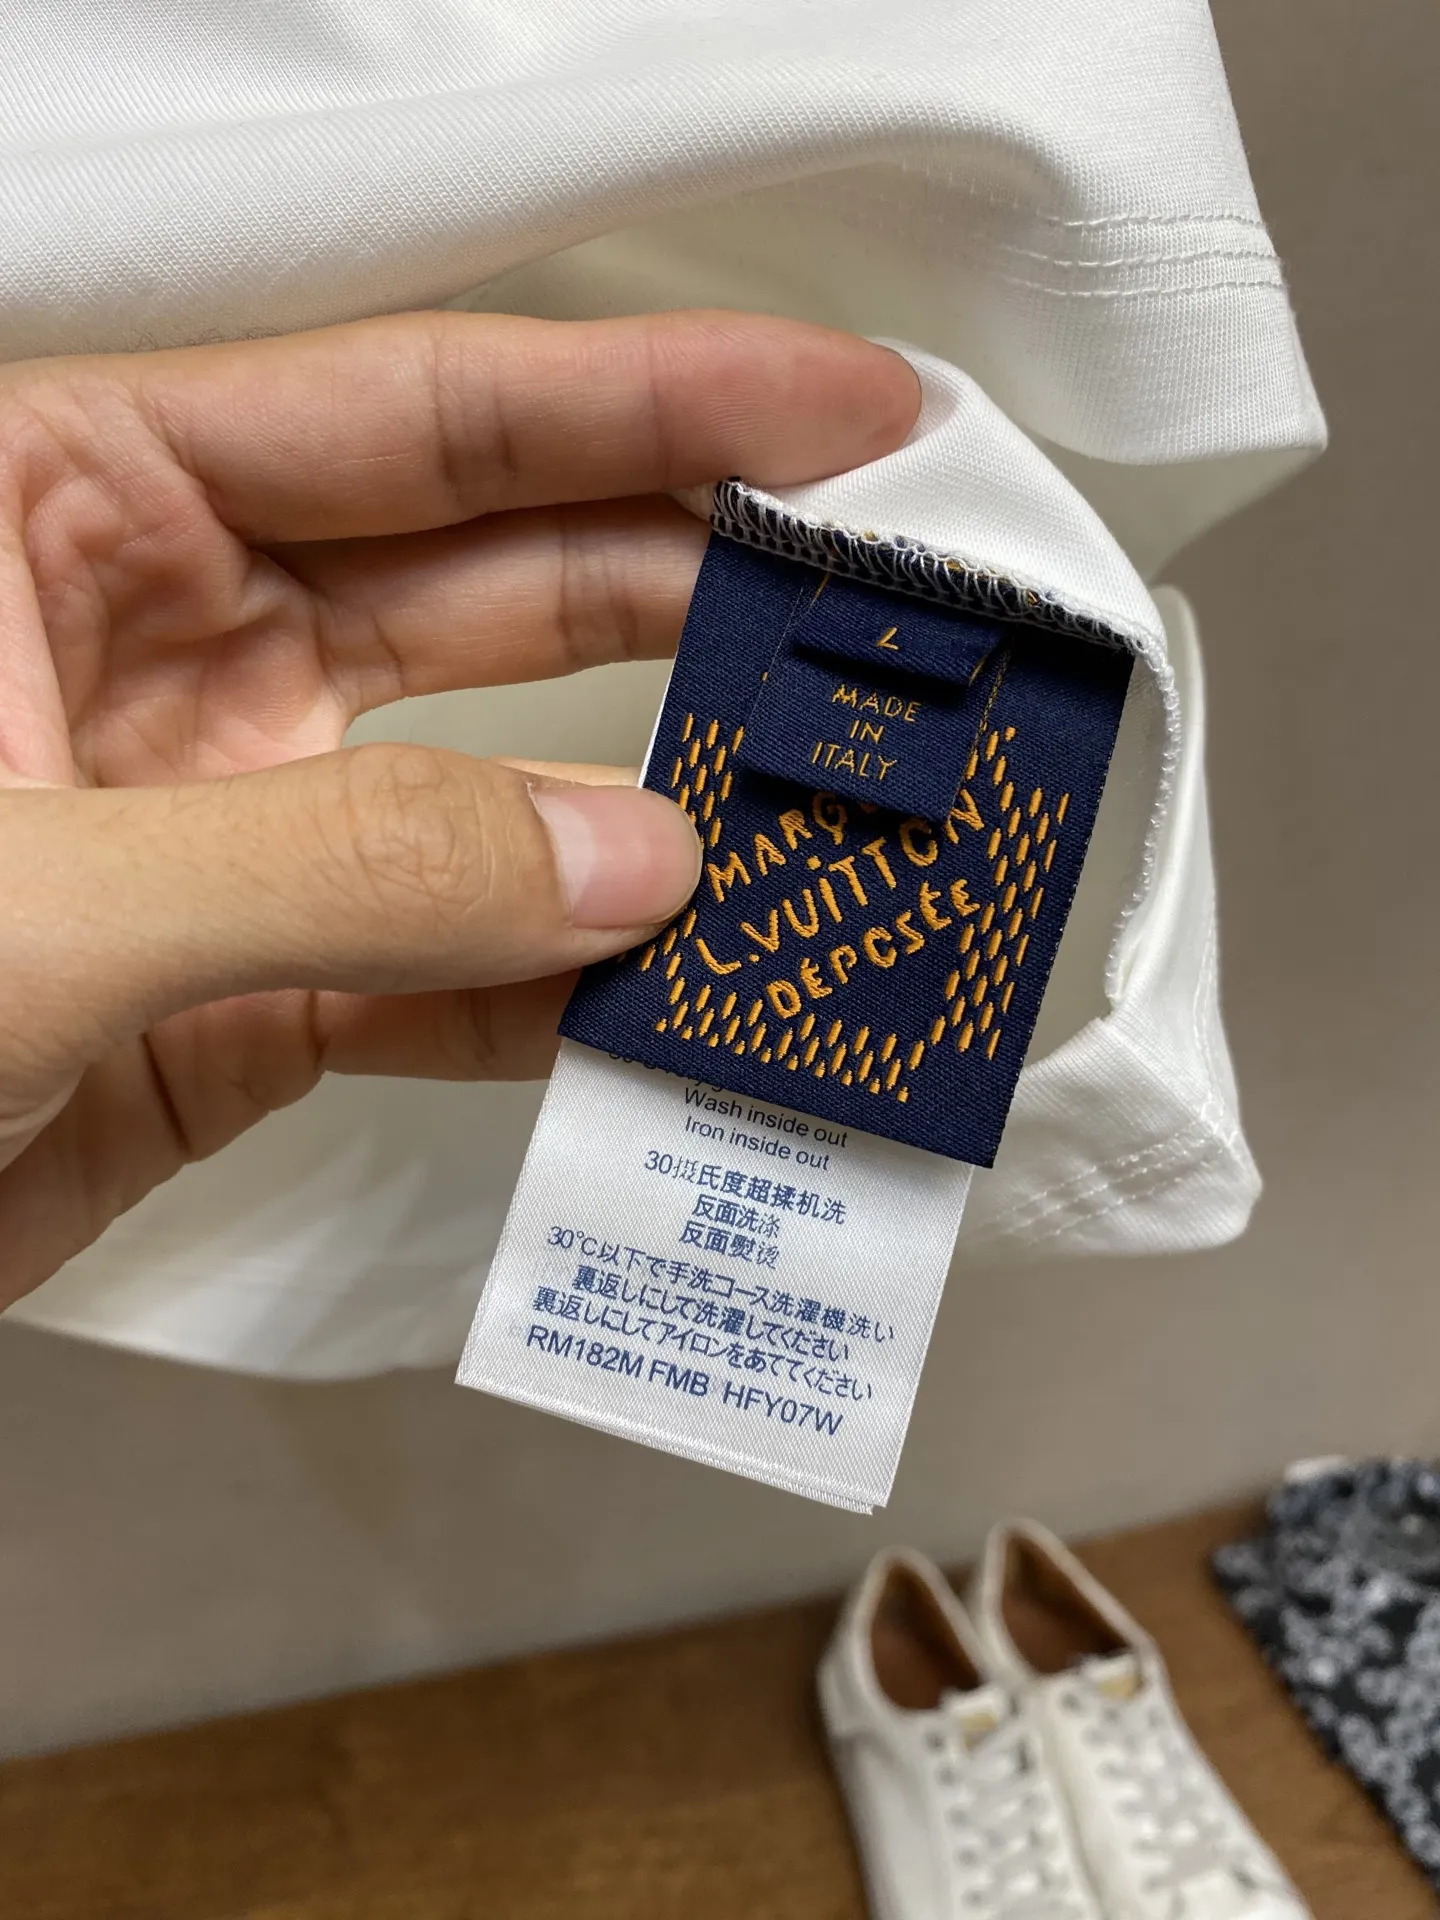 L
MADE
IN
ITALY
L.VUITTON
DÉPOSÉE
Wash inside out
Iron inside out
30摄氏度超揉机洗
反面洗涤
反面熨烫
30°C以下で手洗コース洗濯機洗い
裏返しにして洗濯してください
裏返しにしてアイロンをあててください
RM182M FMB HFY07W